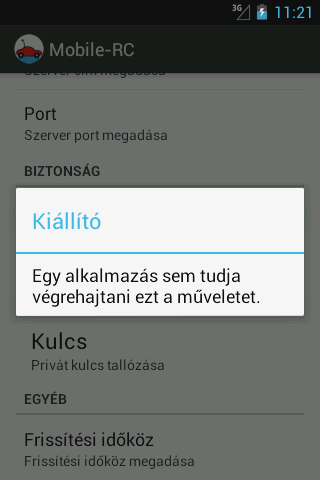 3G 11:21
Mobile-RC
Szerver cím megadása
Port
Szerver port megadása
BIZTONSÁG
Kiállító
Egy alkalmazás sem tudja
végrehajtani ezt a műveletet.
Kulcs
Privát kulcs tallózása
EGYÉB
Frissítési időköz
Frissítési időköz megadása